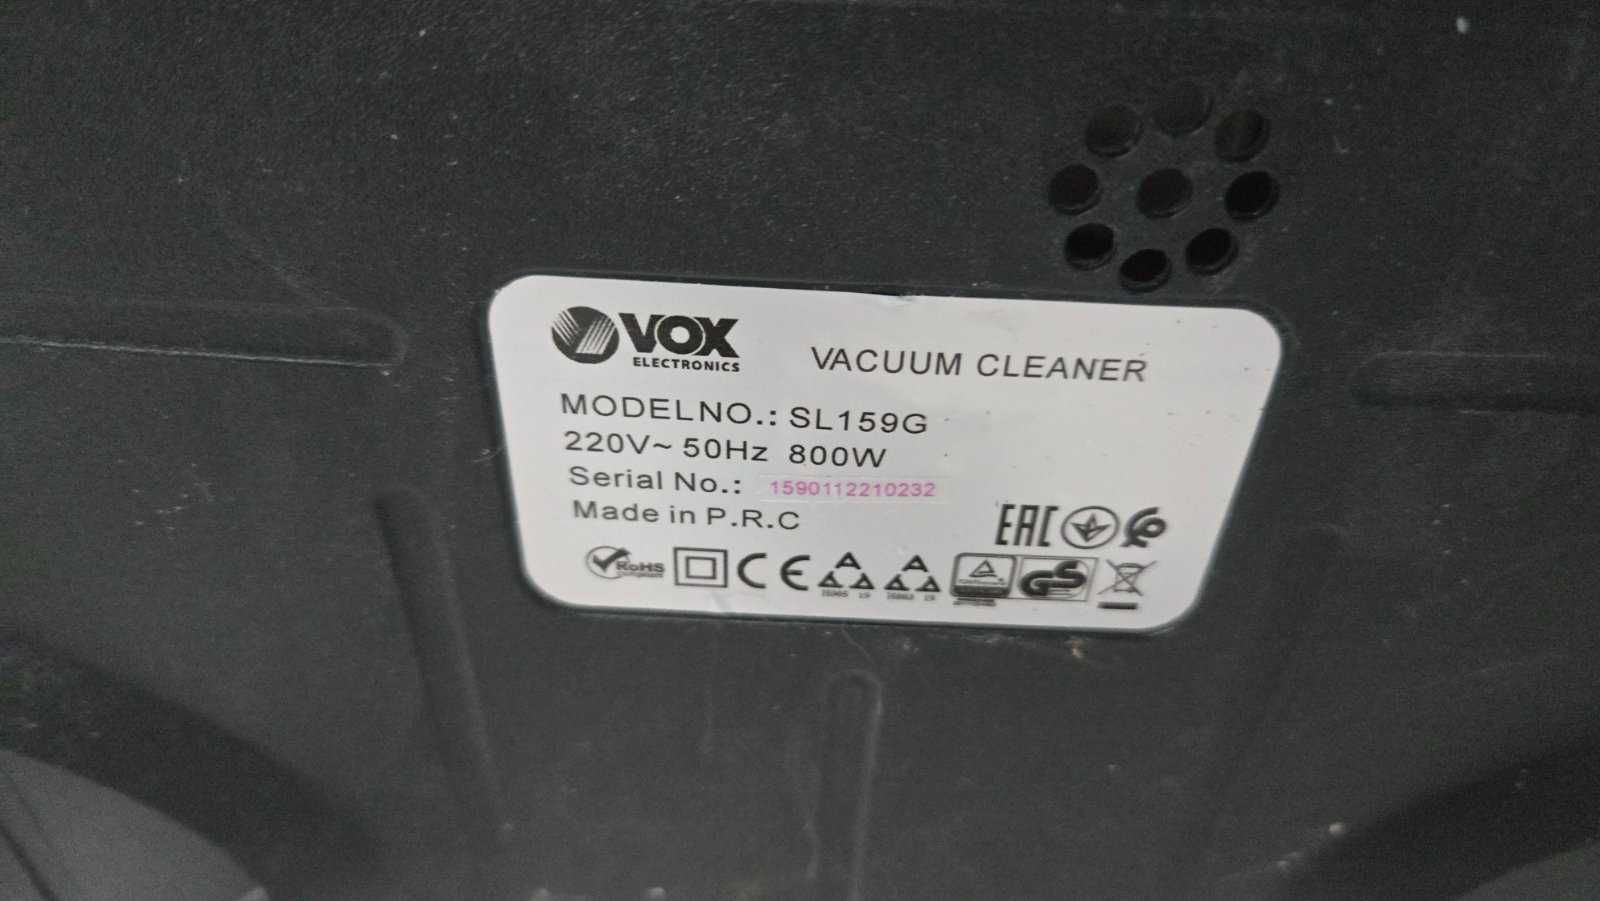 VOX
ELECTRONICS
VACUUM CLEANER
MODELNO.: SL159G
220V~ 50Hz 800W
Serial No.: 1590112210232
Made in P.R.C
EAC
RoHS
CE
GS